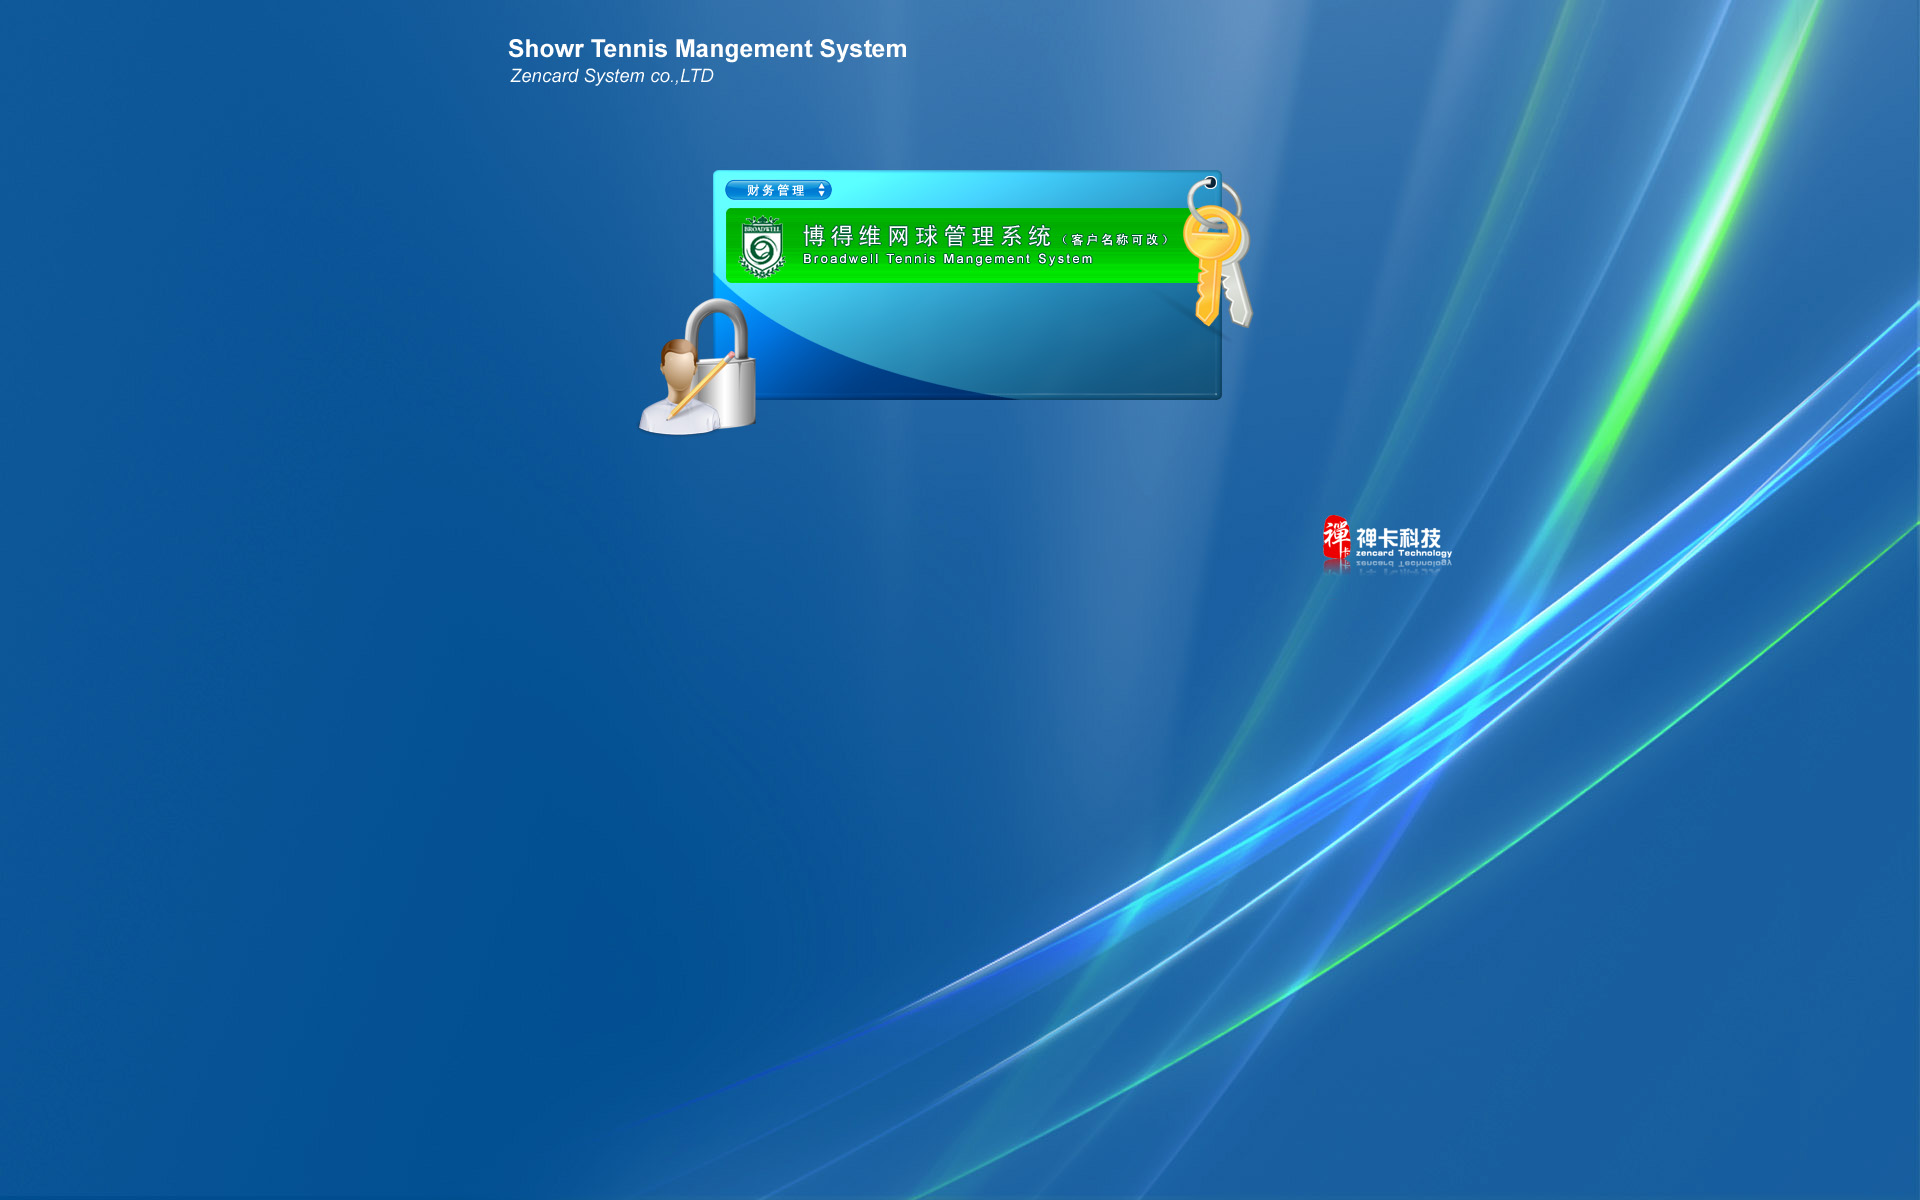 Showr Tennis Mangement System
Zencard System co.,LTD
财务管理
BROADWELL
博得维网球管理系统（客户名称可改）
Broadwell Tennis Mangement System
禅卡
禅卡科技
zencard Technology